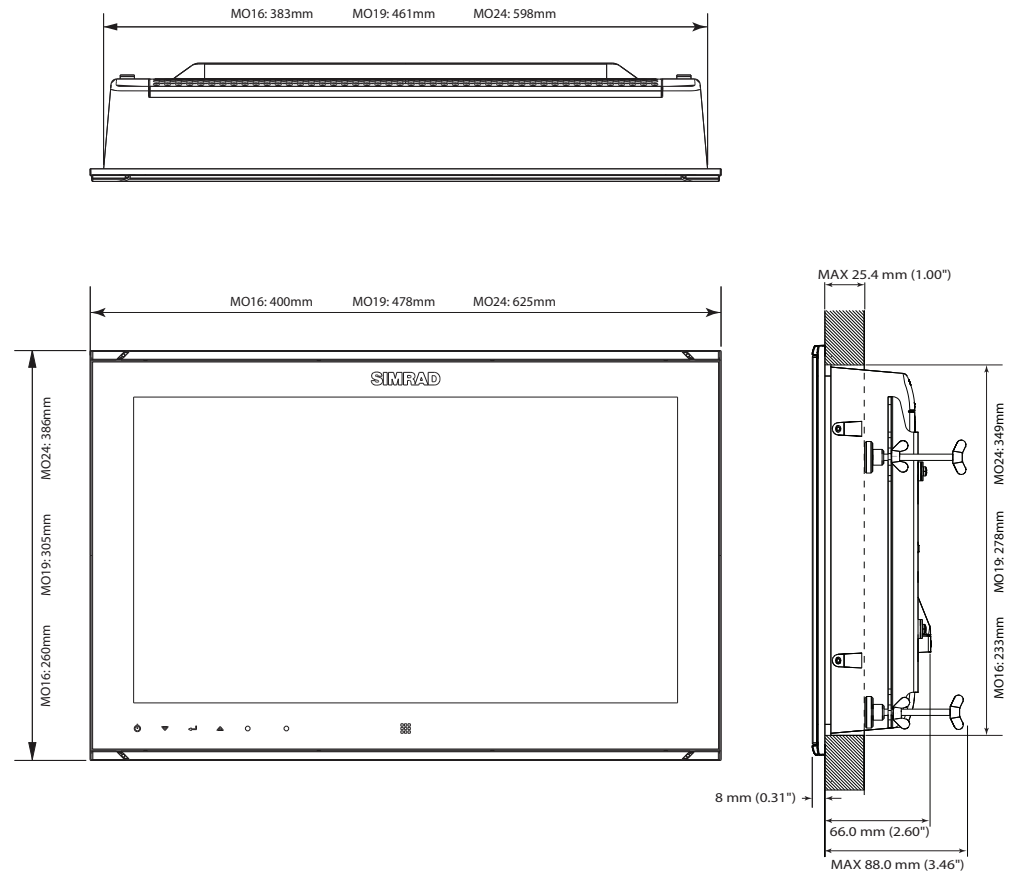 MO16: 383mm MO19: 461mm MO24: 598mm
MO16: 400mm MO19: 478mm MO24: 625mm
MAX 25.4 mm (1.00")
SIMRAD
MO24: 386mm
MO19: 305mm
MO16: 260mm
MO24: 349mm
MO19: 278mm
MO16: 233mm
8 mm (0.31")
66.0 mm (2.60")
MAX 88.0 mm (3.46")